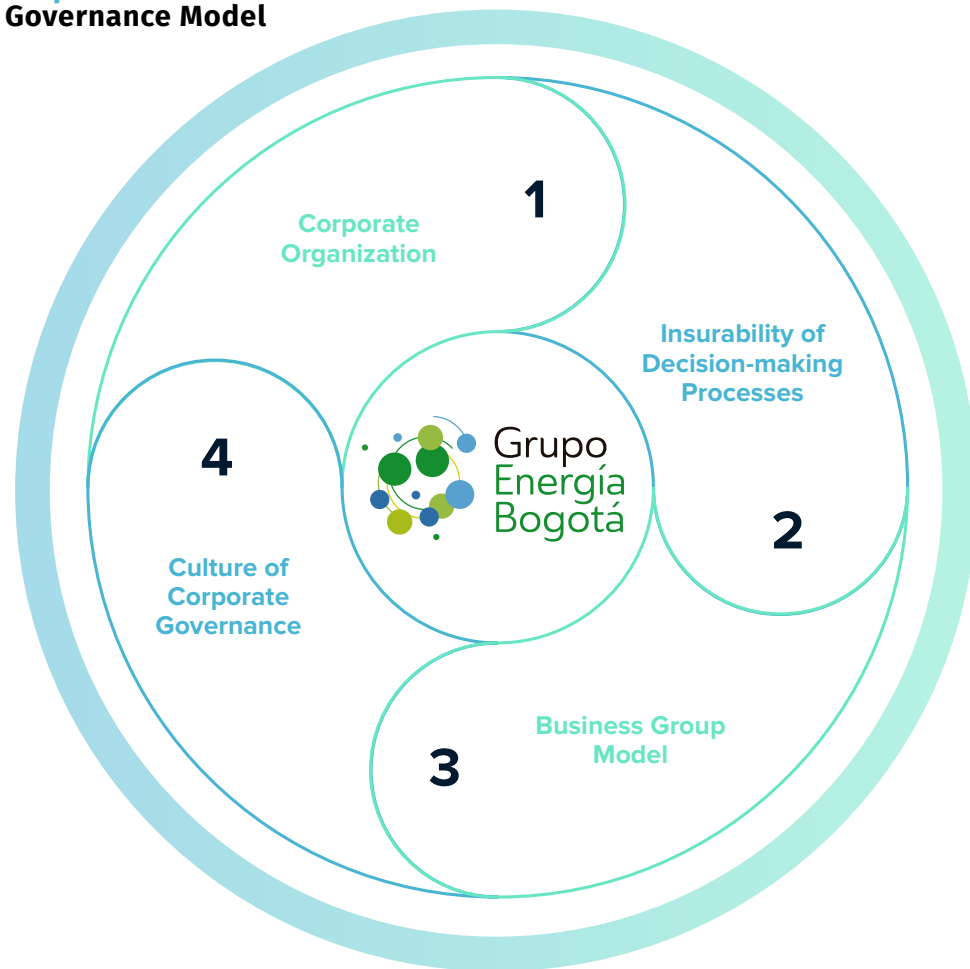 Governance Model
1
Corporate
Organization
Insurability of
Decision-making
Processes
2
Grupo
Energía
Bogotá
4
Culture of
Corporate
Governance
3
Business Group
Model